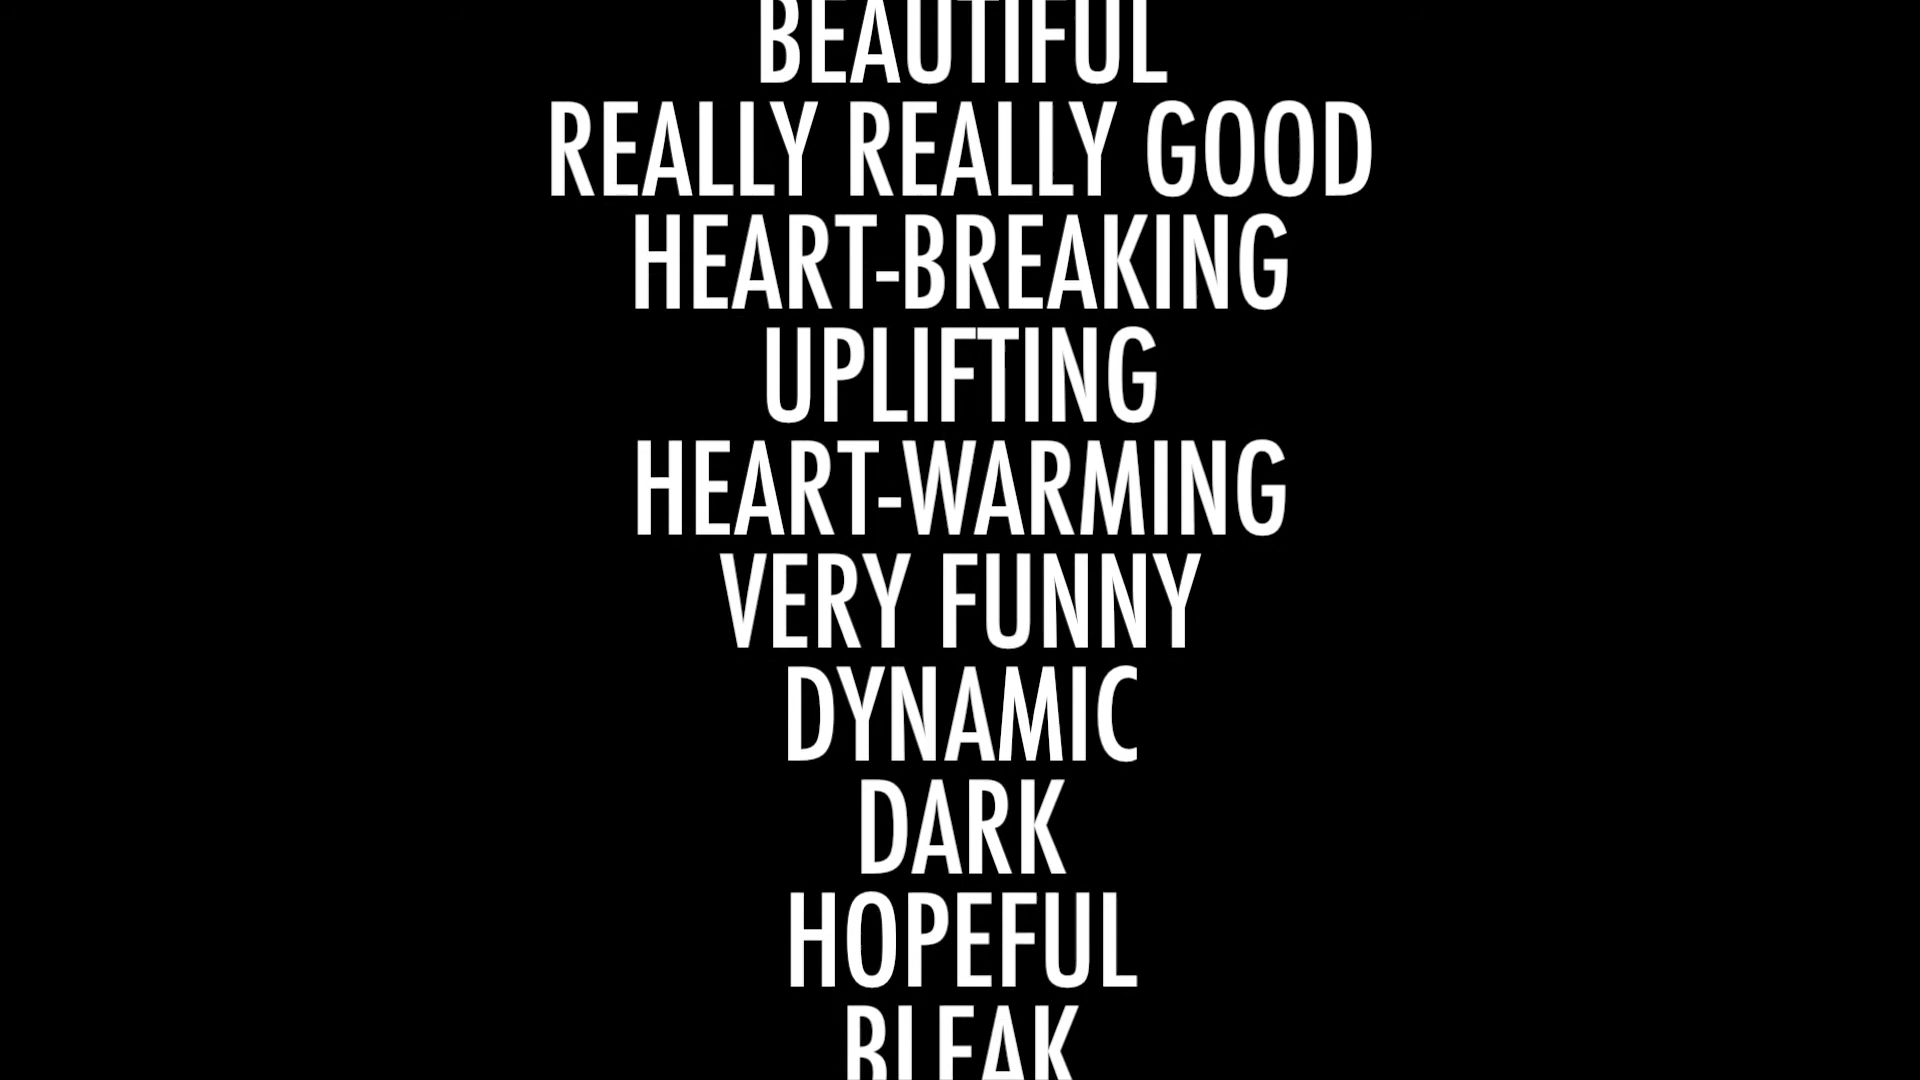 BEAUTIFUL
REALLY REALLY GOOD
HEART-BREAKING
UPLIFTING
HEART-WARMING
VERY FUNNY
DYNAMIC
DARK
HOPEFUL
BLEAK